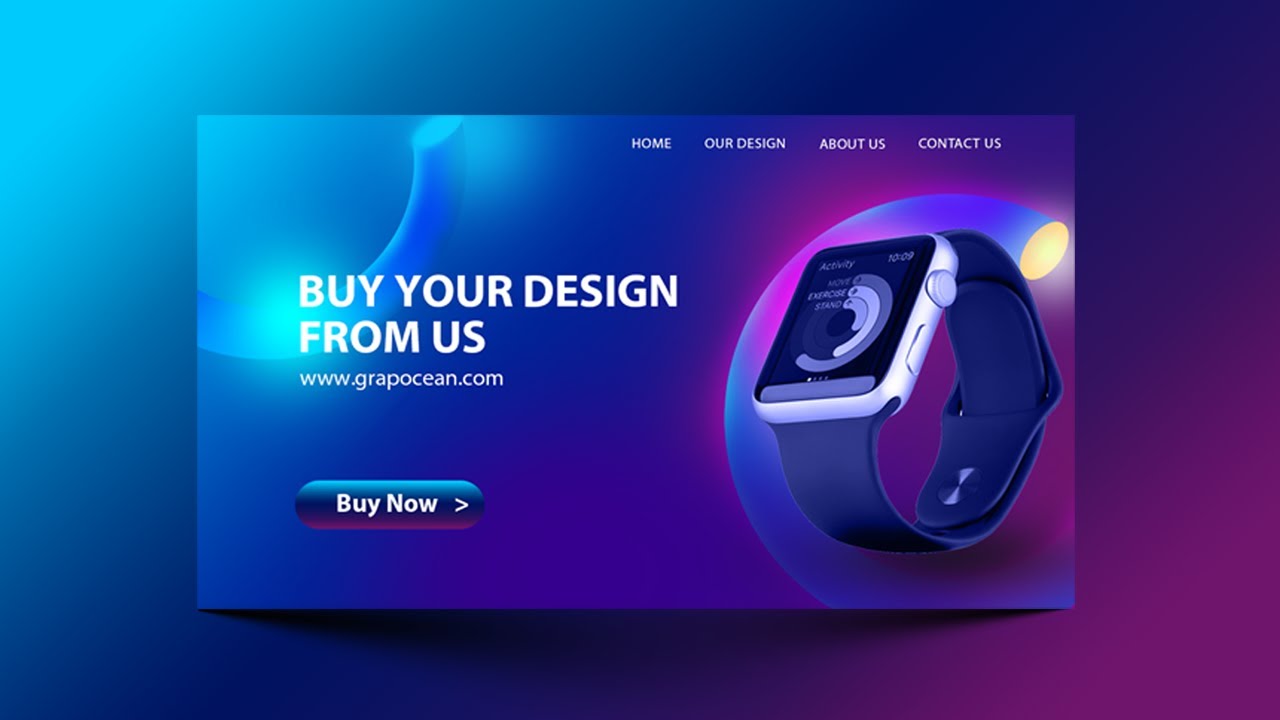 HOME OUR DESIGN ABOUT US CONTACT US
BUY YOUR DESIGN
FROM US
www.grapocean.com
Buy Now >
Activity 10:09
MOVE
EXERCISE
STAND